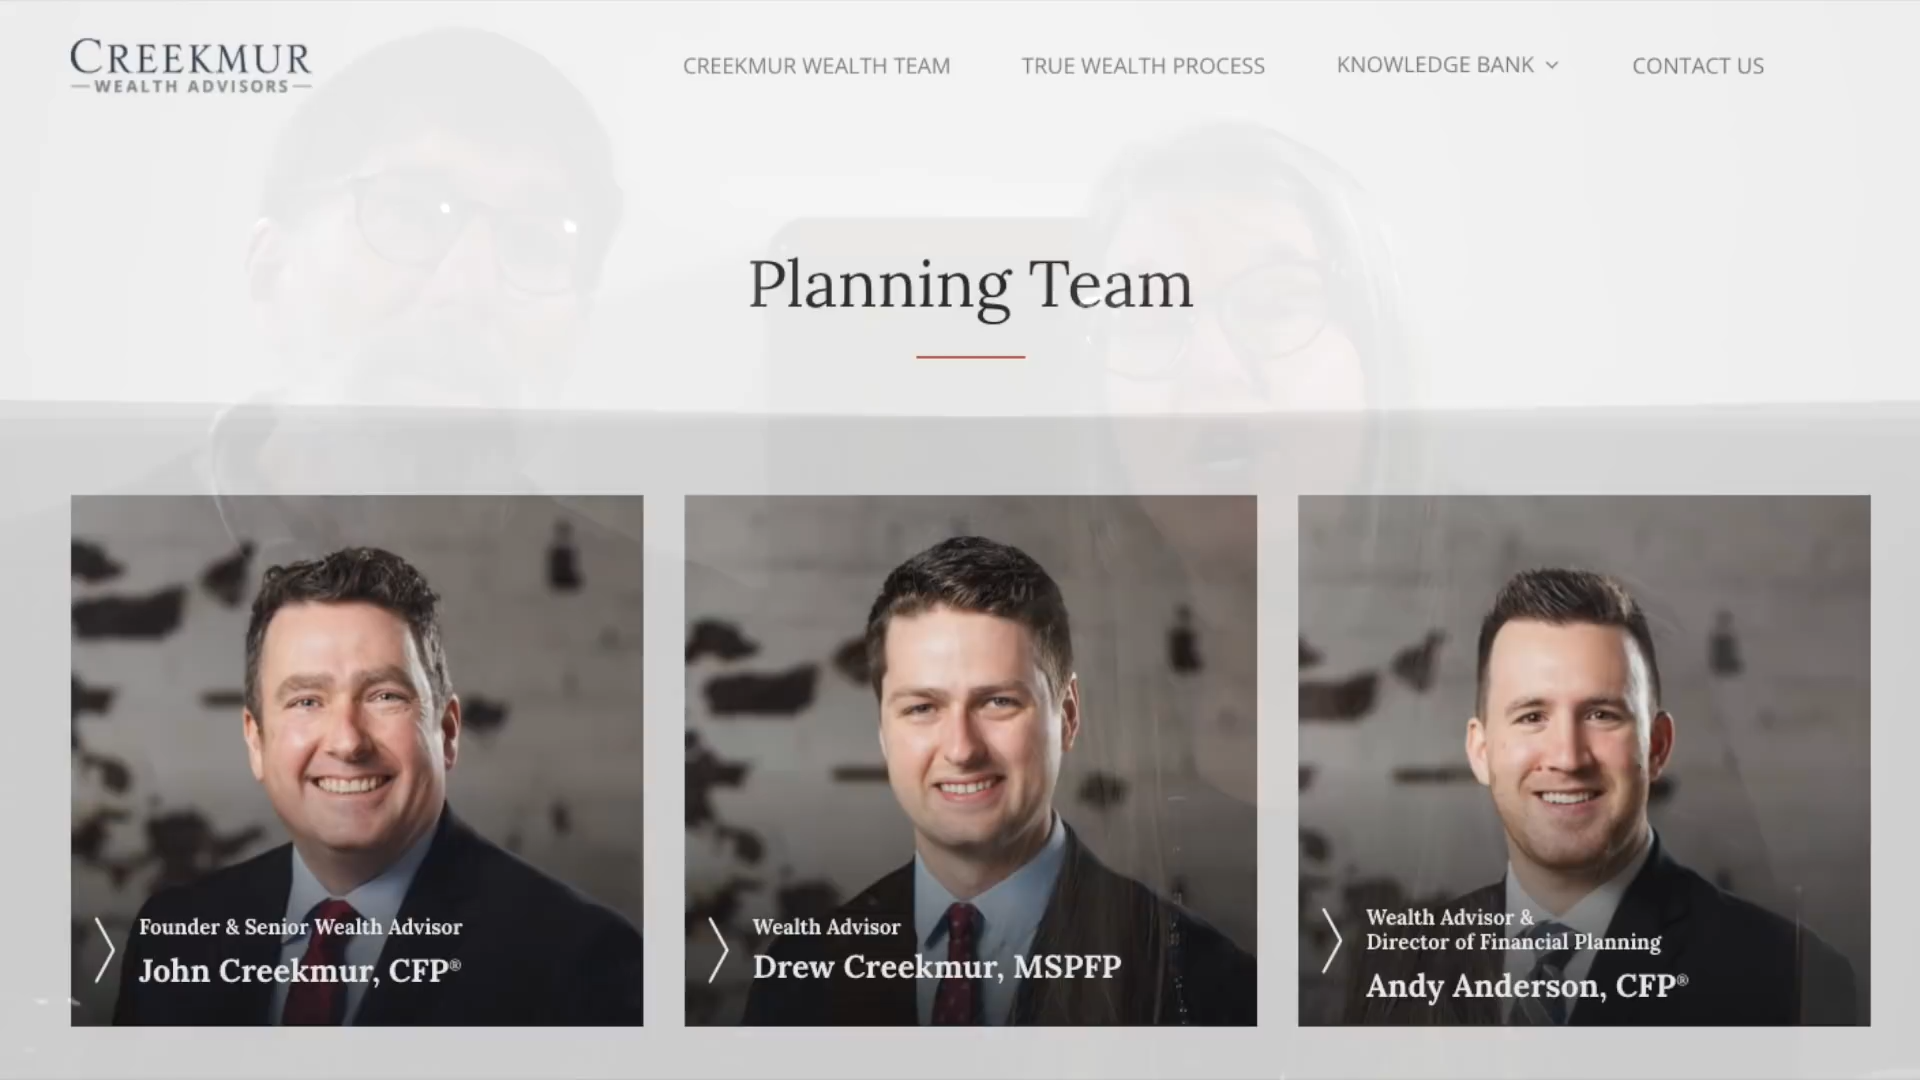 CREEKMUR
WEALTH ADVISORS
CREEKMUR WEALTH TEAM
TRUE WEALTH PROCESS
KNOWLEDGE BANK
CONTACT US
Planning Team
Founder & Senior Wealth Advisor
John Creekmur, CFP®
Wealth Advisor
Drew Creekmur, MSPFP
Wealth Advisor &
Director of Financial Planning
Andy Anderson, CFP®